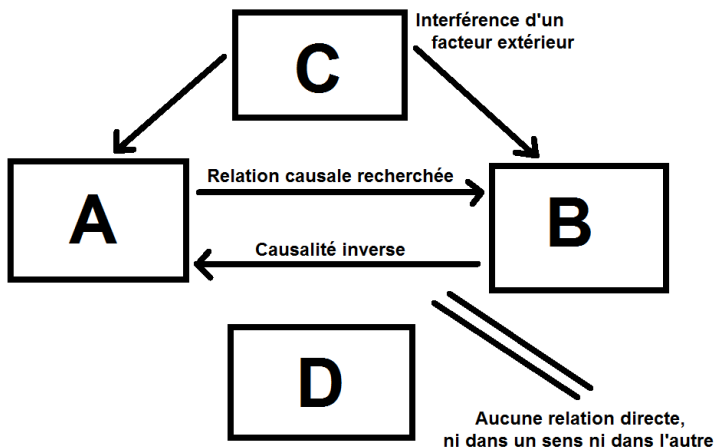 Interférence d'un
facteur extérieur
C
Relation causale recherchée
A
B
Causalité inverse
D
Aucune relation directe,
ni dans un sens ni dans l'autre